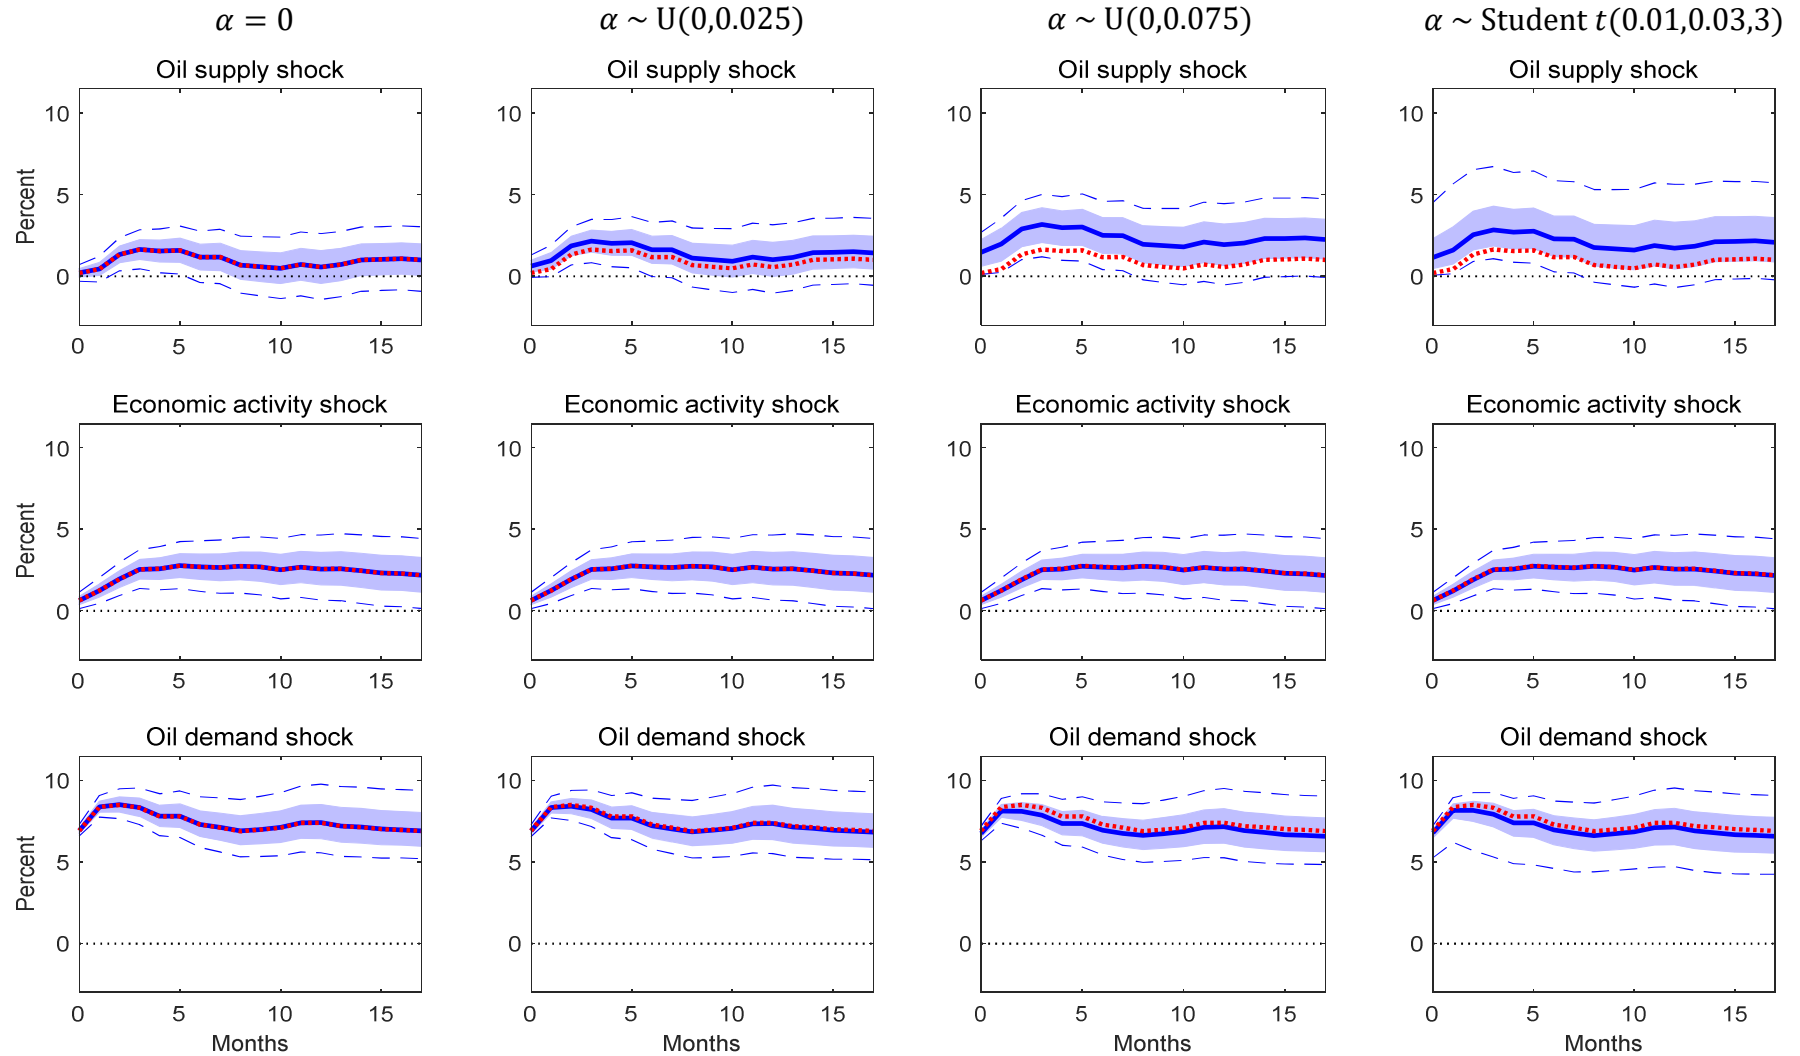 α = 0
α ~ U(0,0.025)
α ~ U(0,0.075)
α ~ Student t(0.01,0.03,3)
Oil supply shock
Oil supply shock
Oil supply shock
Oil supply shock
Percent
10
5
0
0 5 10 15
10
5
0
0 5 10 15
10
5
0
0 5 10 15
10
5
0
0 5 10 15
Economic activity shock
Economic activity shock
Economic activity shock
Economic activity shock
Percent
10
5
0
0 5 10 15
10
5
0
0 5 10 15
10
5
0
0 5 10 15
10
5
0
0 5 10 15
Oil demand shock
Oil demand shock
Oil demand shock
Oil demand shock
Percent
10
5
0
0 5 10 15
Months
10
5
0
0 5 10 15
Months
10
5
0
0 5 10 15
Months
10
5
0
0 5 10 15
Months